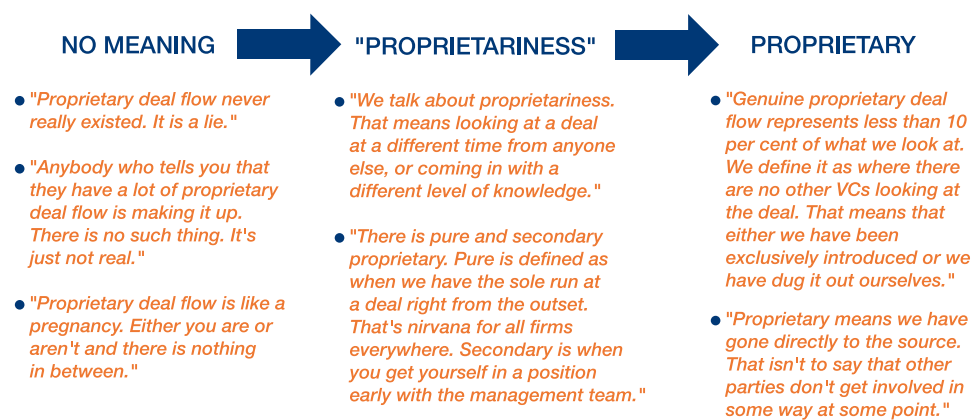 NO MEANING
"PROPRIETARINESS"
PROPRIETARY
• "Proprietary deal flow never
really existed. It is a lie."
• "Anybody who tells you that
they have a lot of proprietary
deal flow is making it up.
There is no such thing. It's
just not real."
• "Proprietary deal flow is like a
pregnancy. Either you are or
aren't and there is nothing
in between."
• "We talk about proprietariness.
That means looking at a deal
at a different time from anyone
else, or coming in with a
different level of knowledge."
• "There is pure and secondary
proprietary. Pure is defined as
when we have the sole run at
a deal right from the outset.
That's nirvana for all firms
everywhere. Secondary is when
you get yourself in a position
early with the management team."
• "Genuine proprietary deal
flow represents less than 10
per cent of what we look at.
We define it as where there
are no other VCs looking at
the deal. That means that
either we have been
exclusively introduced or we
have dug it out ourselves."
• "Proprietary means we have
gone directly to the source.
That isn't to say that other
parties don't get involved in
some way at some point."